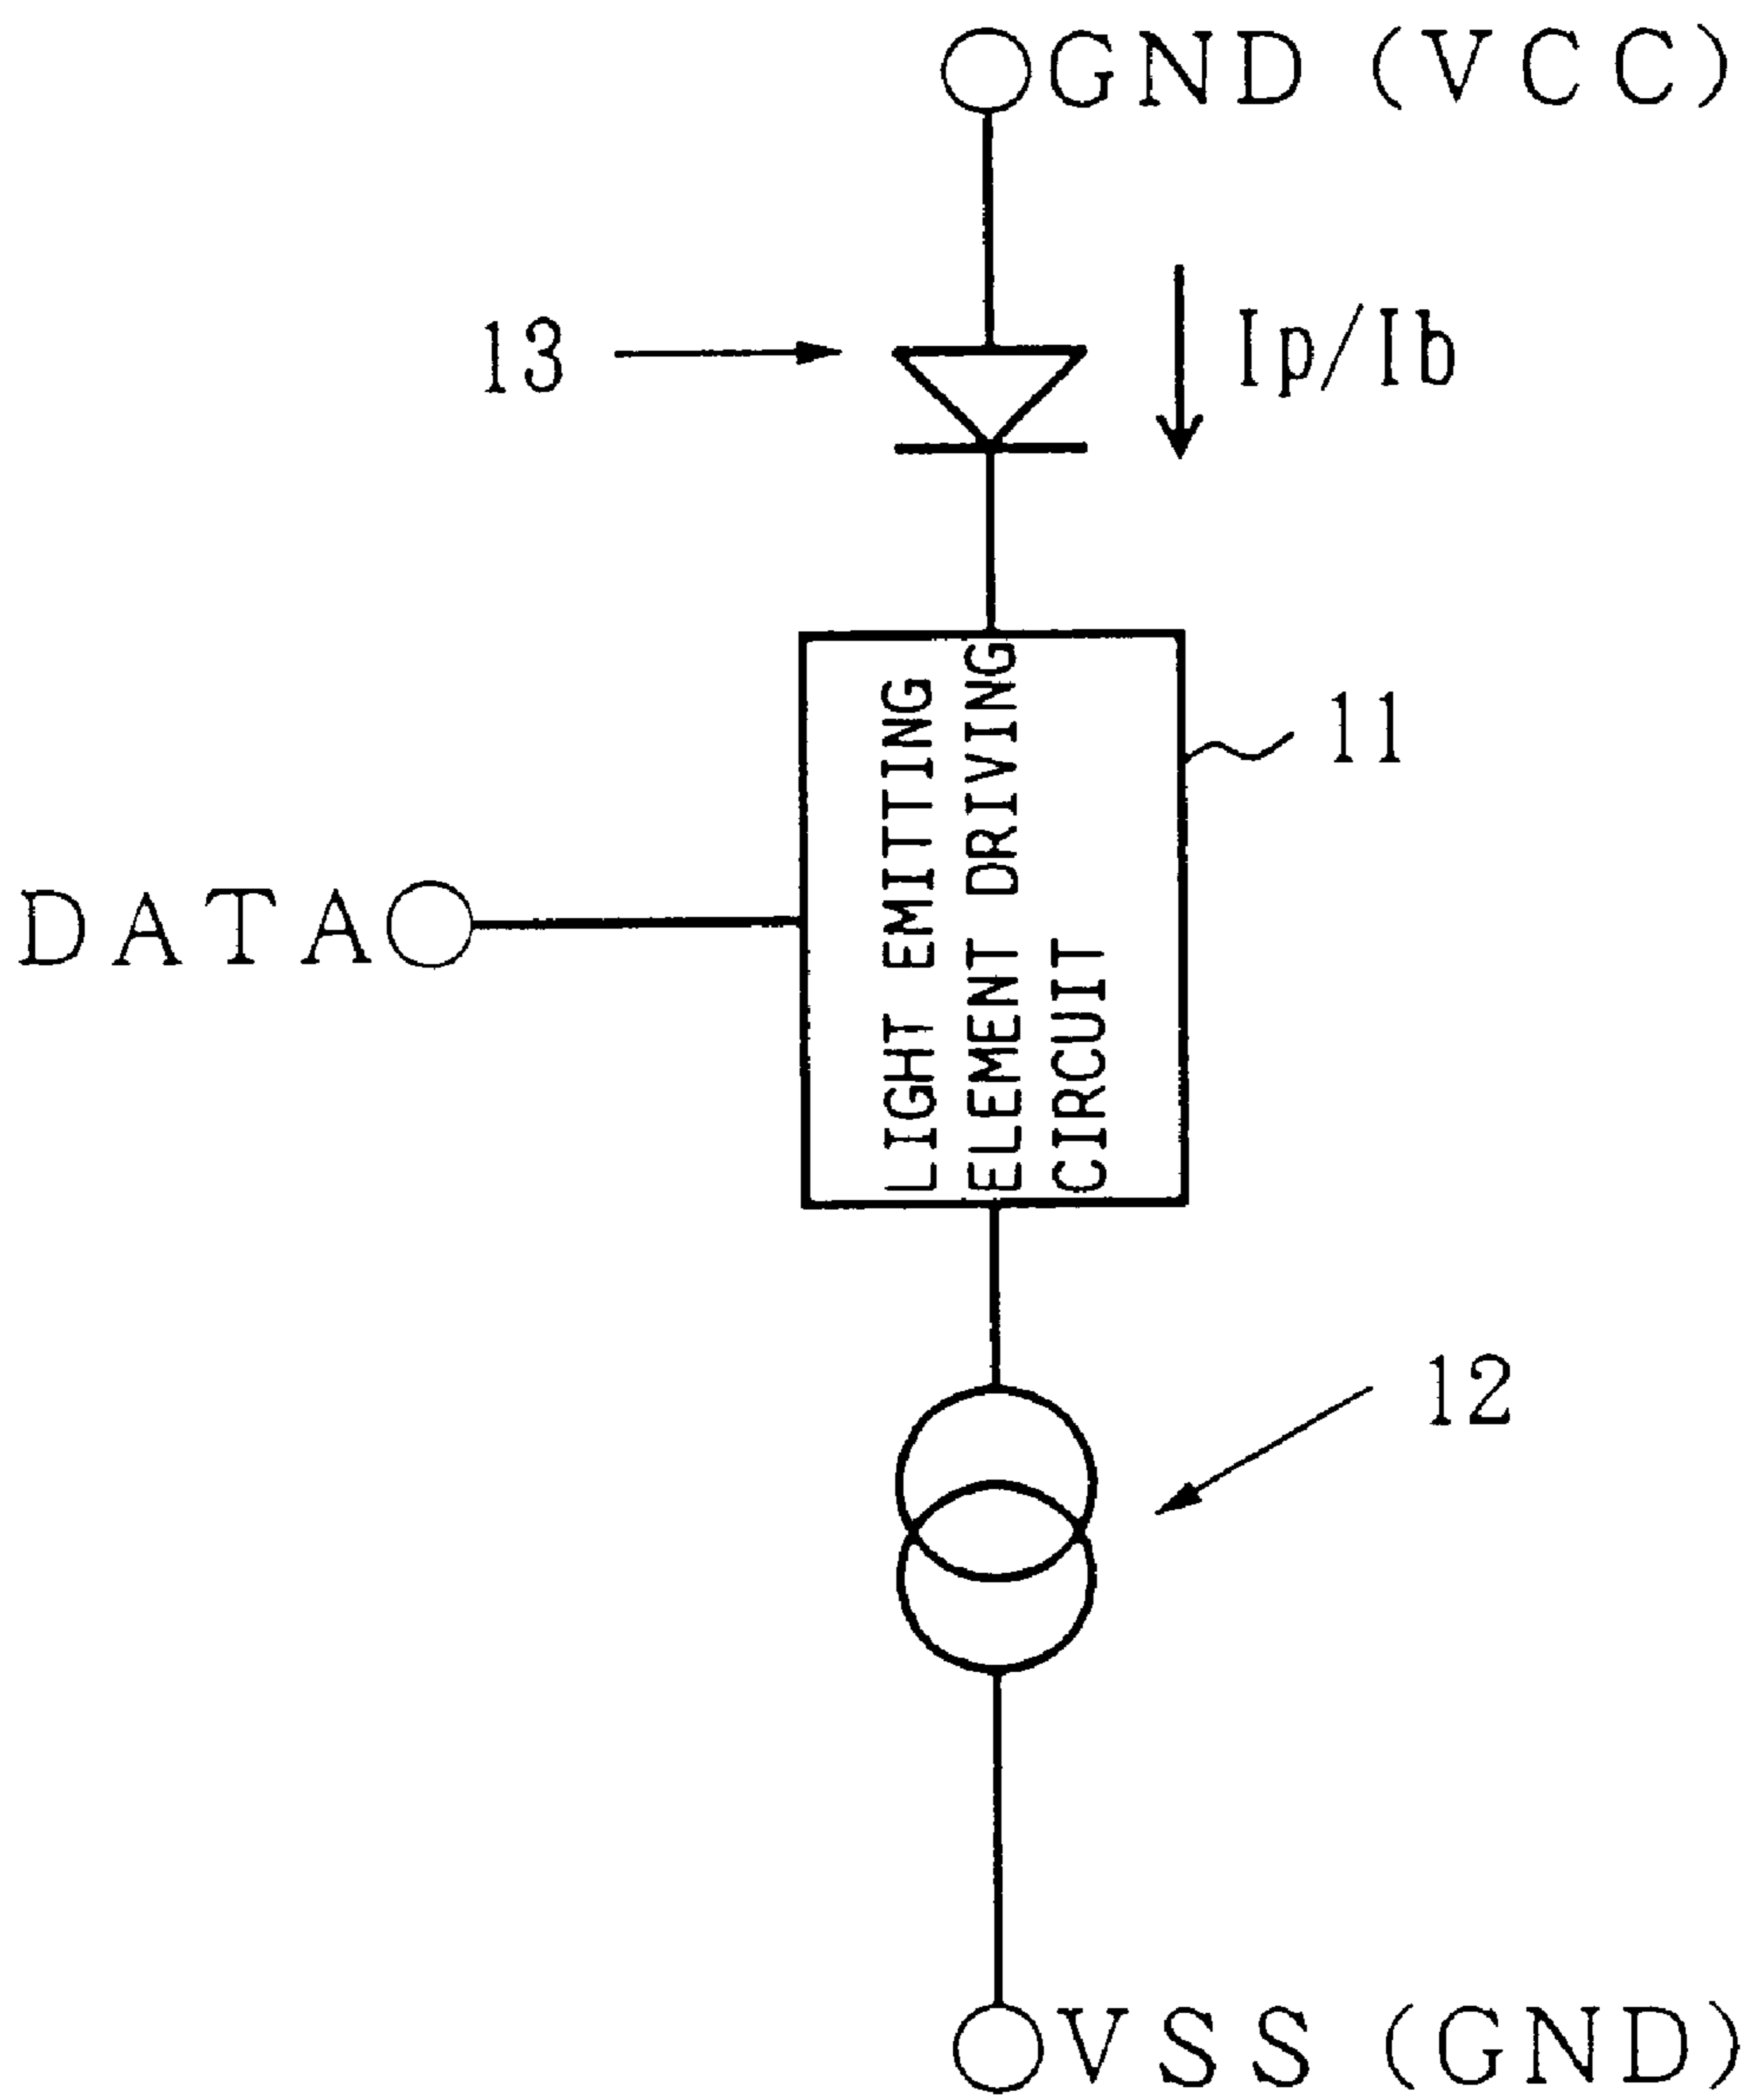 GND (VCC)
13
Ip/Ib
LIGHT EMITTING
ELEMENT DRIVING
CIRCUIT
11
DATA
12
VSS (GND)